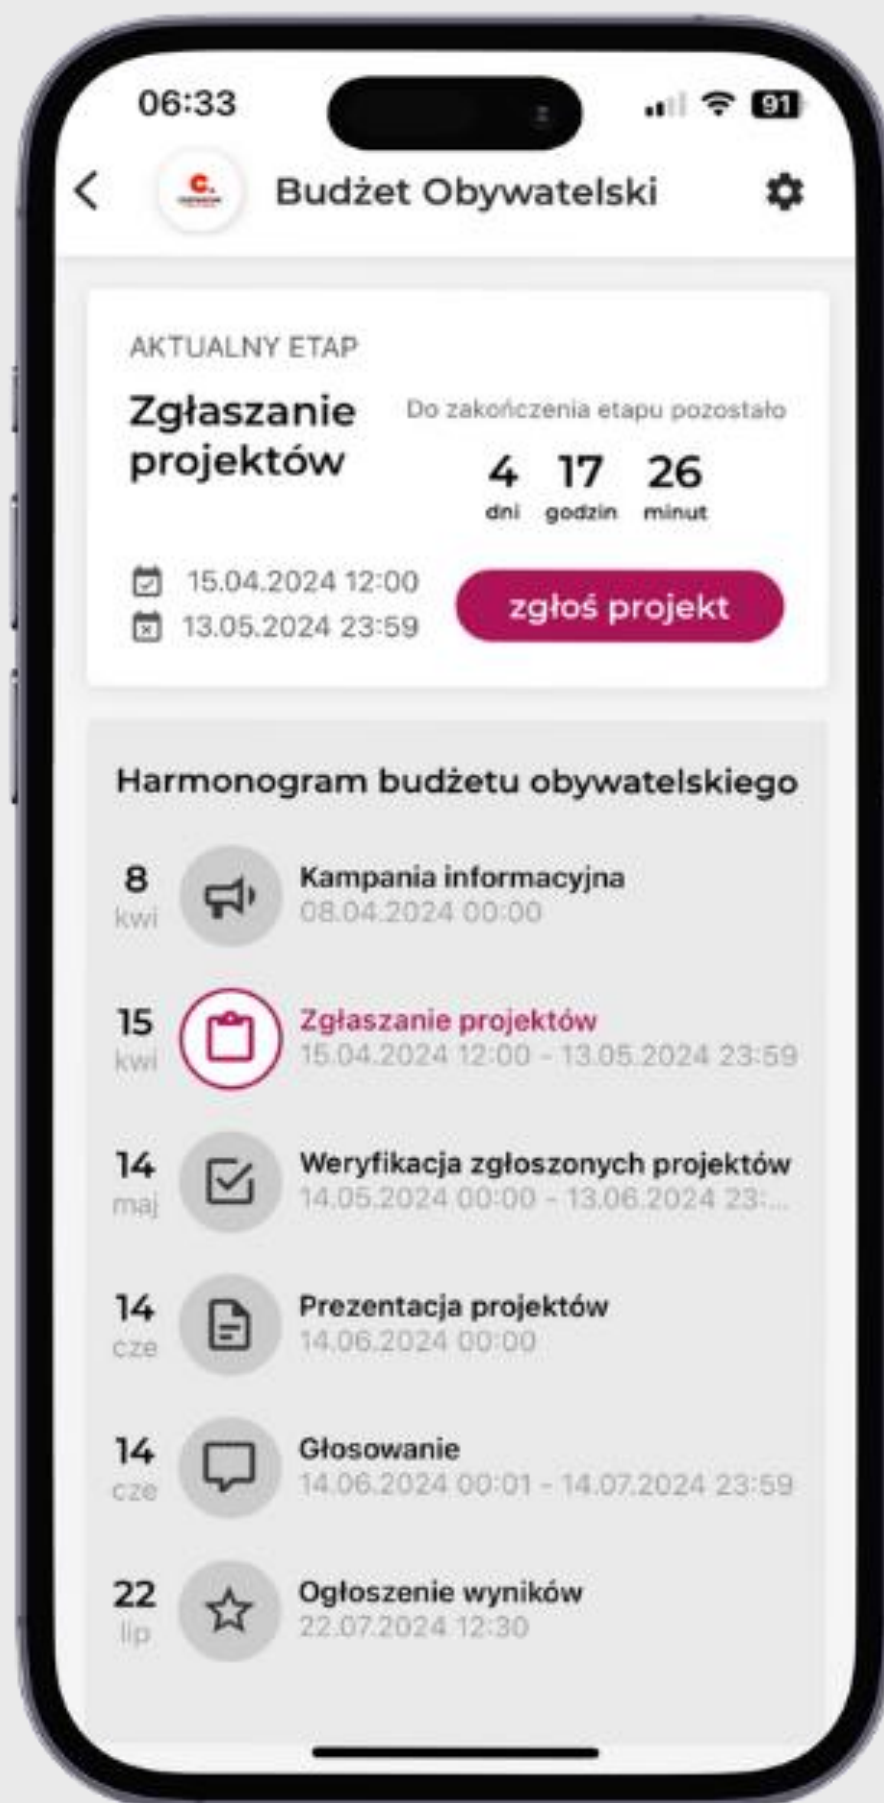 06:33
91
C.
Budżet Obywatelski
AKTUALNY ETAP
Zgłaszanie
projektów
Do zakończenia etapu pozostało
4 17 26
dni godzin minut
15.04.2024 12:00
13.05.2024 23:59
zgłoś projekt
Harmonogram budżetu obywatelskiego
8
kwi
Kampania informacyjna
08.04.2024 00:00
15
kwi
Zgłaszanie projektów
15.04.2024 12:00 - 13.05.2024 23:59
14
maj
Weryfikacja zgłoszonych projektów
14.05.2024 00:00 - 13.06.2024 23:...
14
cze
Prezentacja projektów
14.06.2024 00:00
14
cze
Głosowanie
14.06.2024 00:01 - 14.07.2024 23:59
22
lip
Ogłoszenie wyników
22.07.2024 12:30